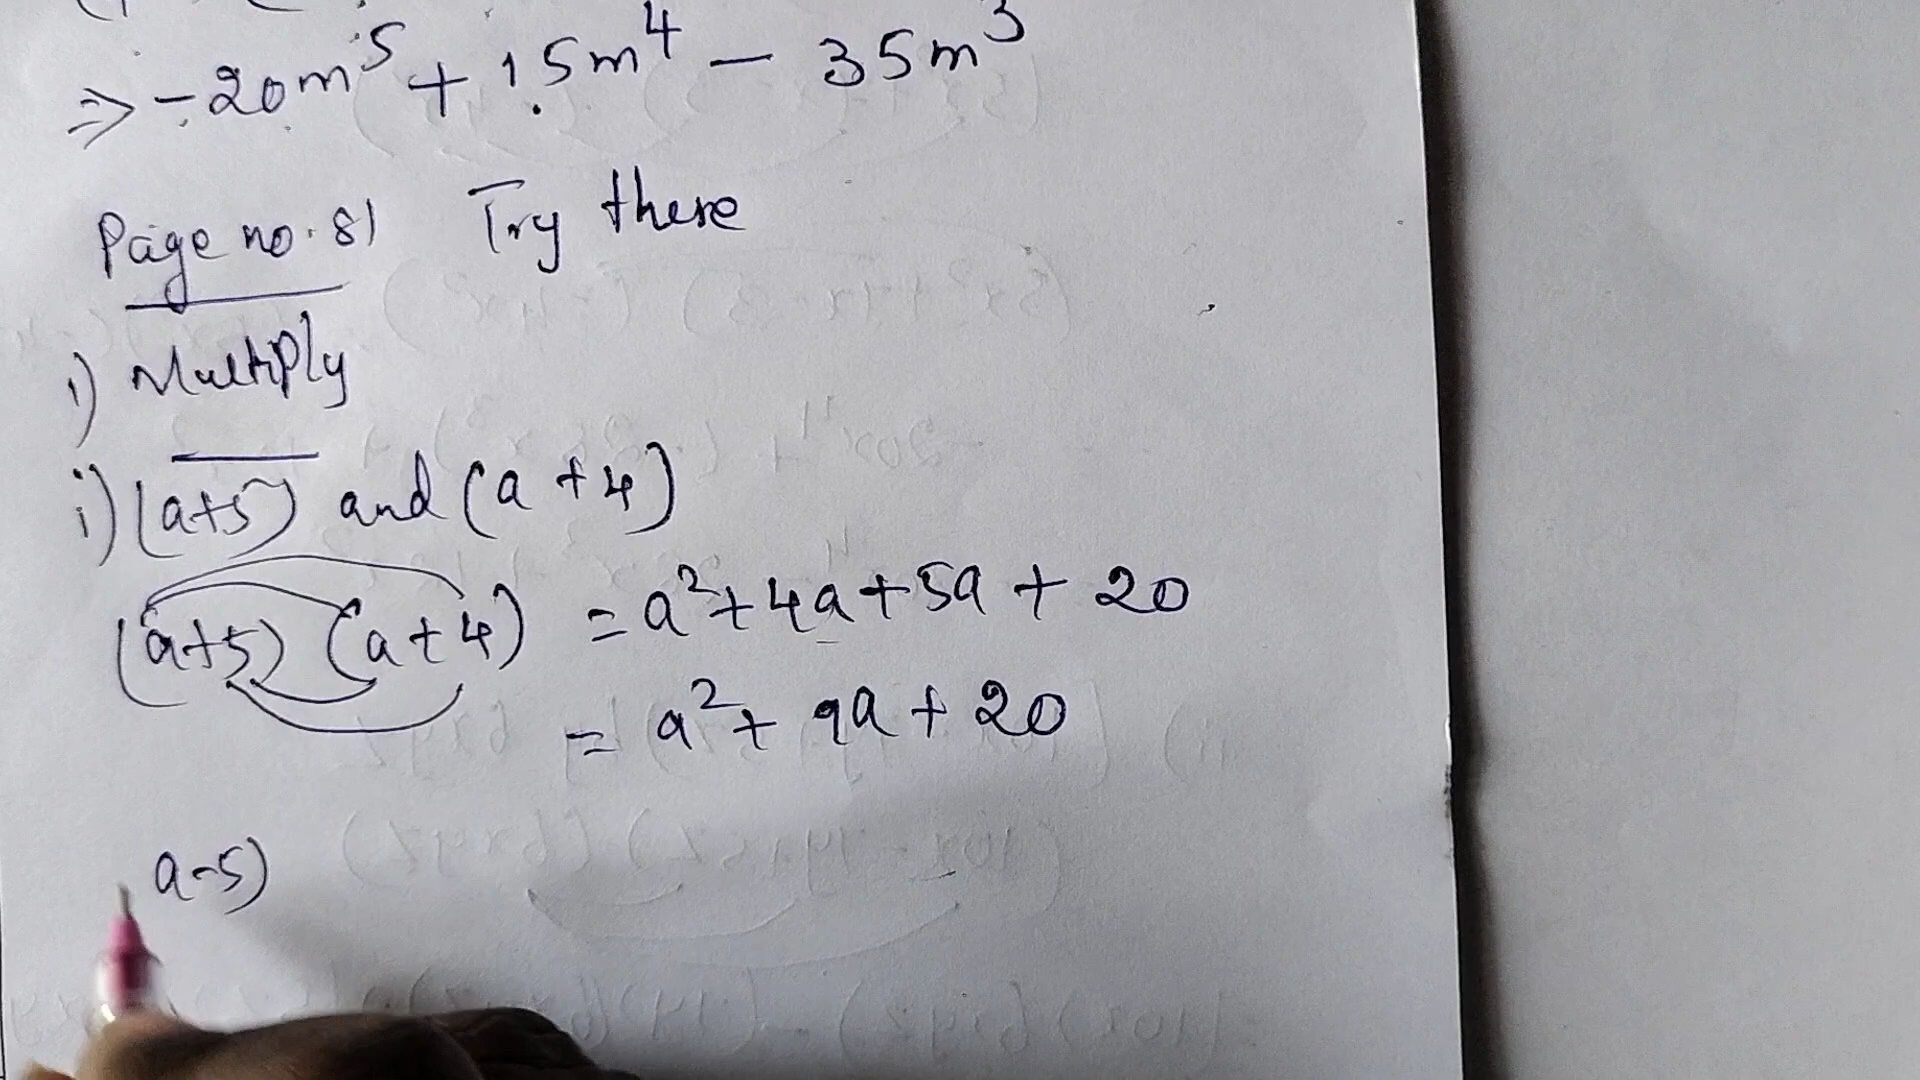 ⇒ -20m⁵ + 15m⁴ - 35m³
Page no. 81 Try there
1) Multiply
i) (a+5) and (a+4)
(a+5) (a+4) = a²+4a+5a+20
= a²+9a+20
a-5)